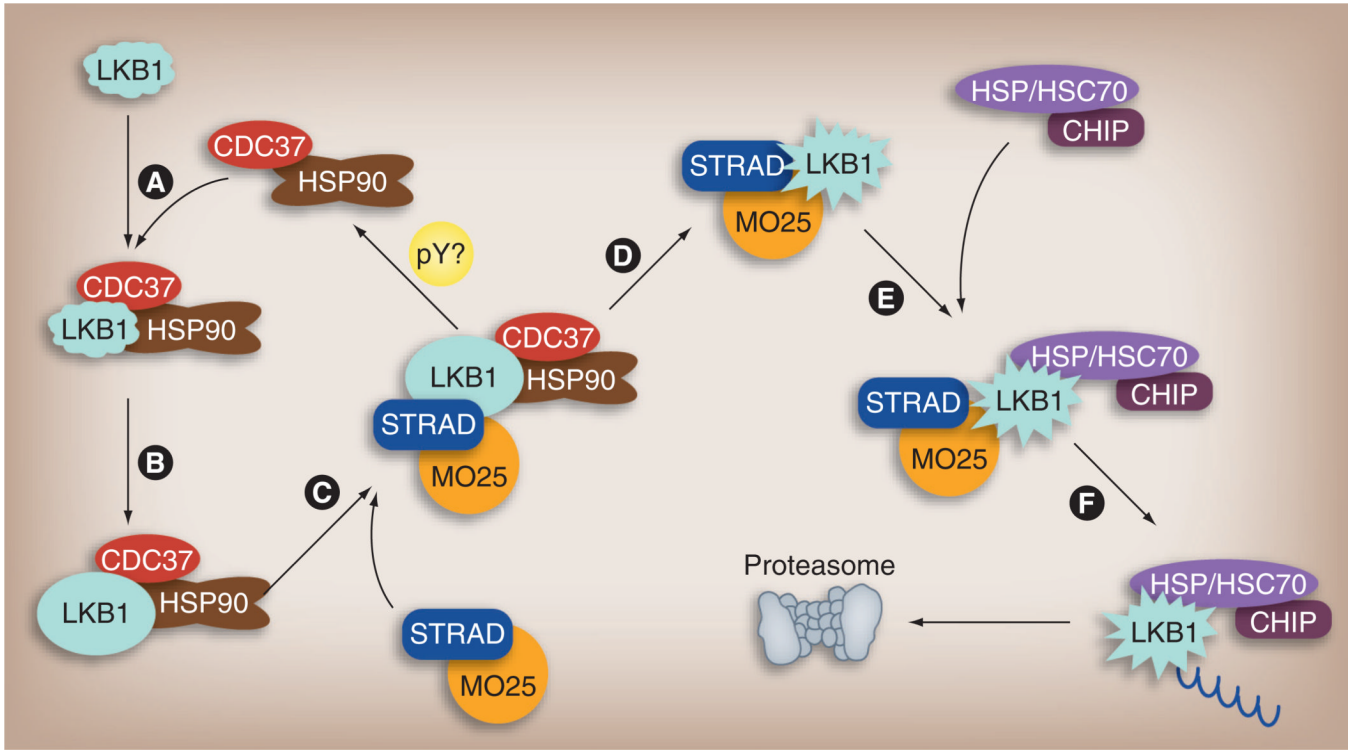 LKB1
A
CDC37
HSP90
CDC37
LKB1
HSP90
B
CDC37
LKB1
HSP90
C
STRAD
MO25
pY?
CDC37
LKB1
HSP90
STRAD
MO25
D
STRAD
LKB1
MO25
HSP/HSC70
CHIP
E
HSP/HSC70
CHIP
STRAD
LKB1
MO25
F
HSP/HSC70
CHIP
LKB1
Proteasome